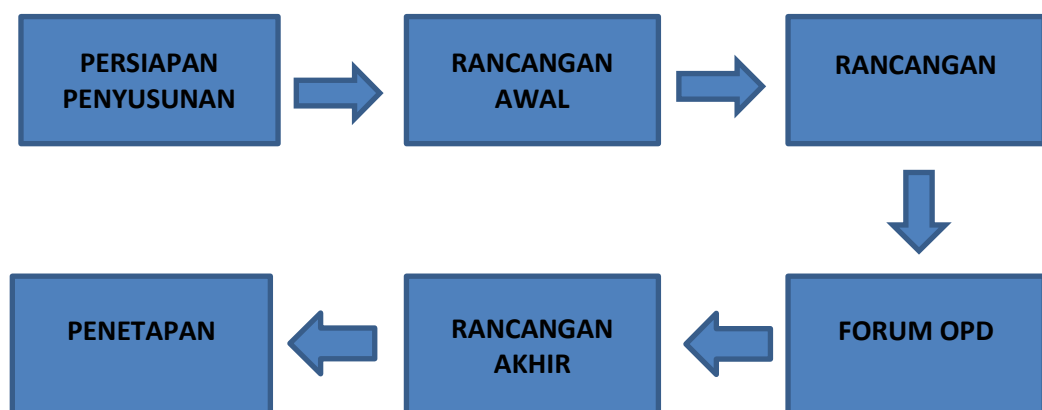 PERSIAPAN
PENYUSUNAN
RANCANGAN
AWAL
RANCANGAN
FORUM OPD
RANCANGAN
AKHIR
PENETAPAN